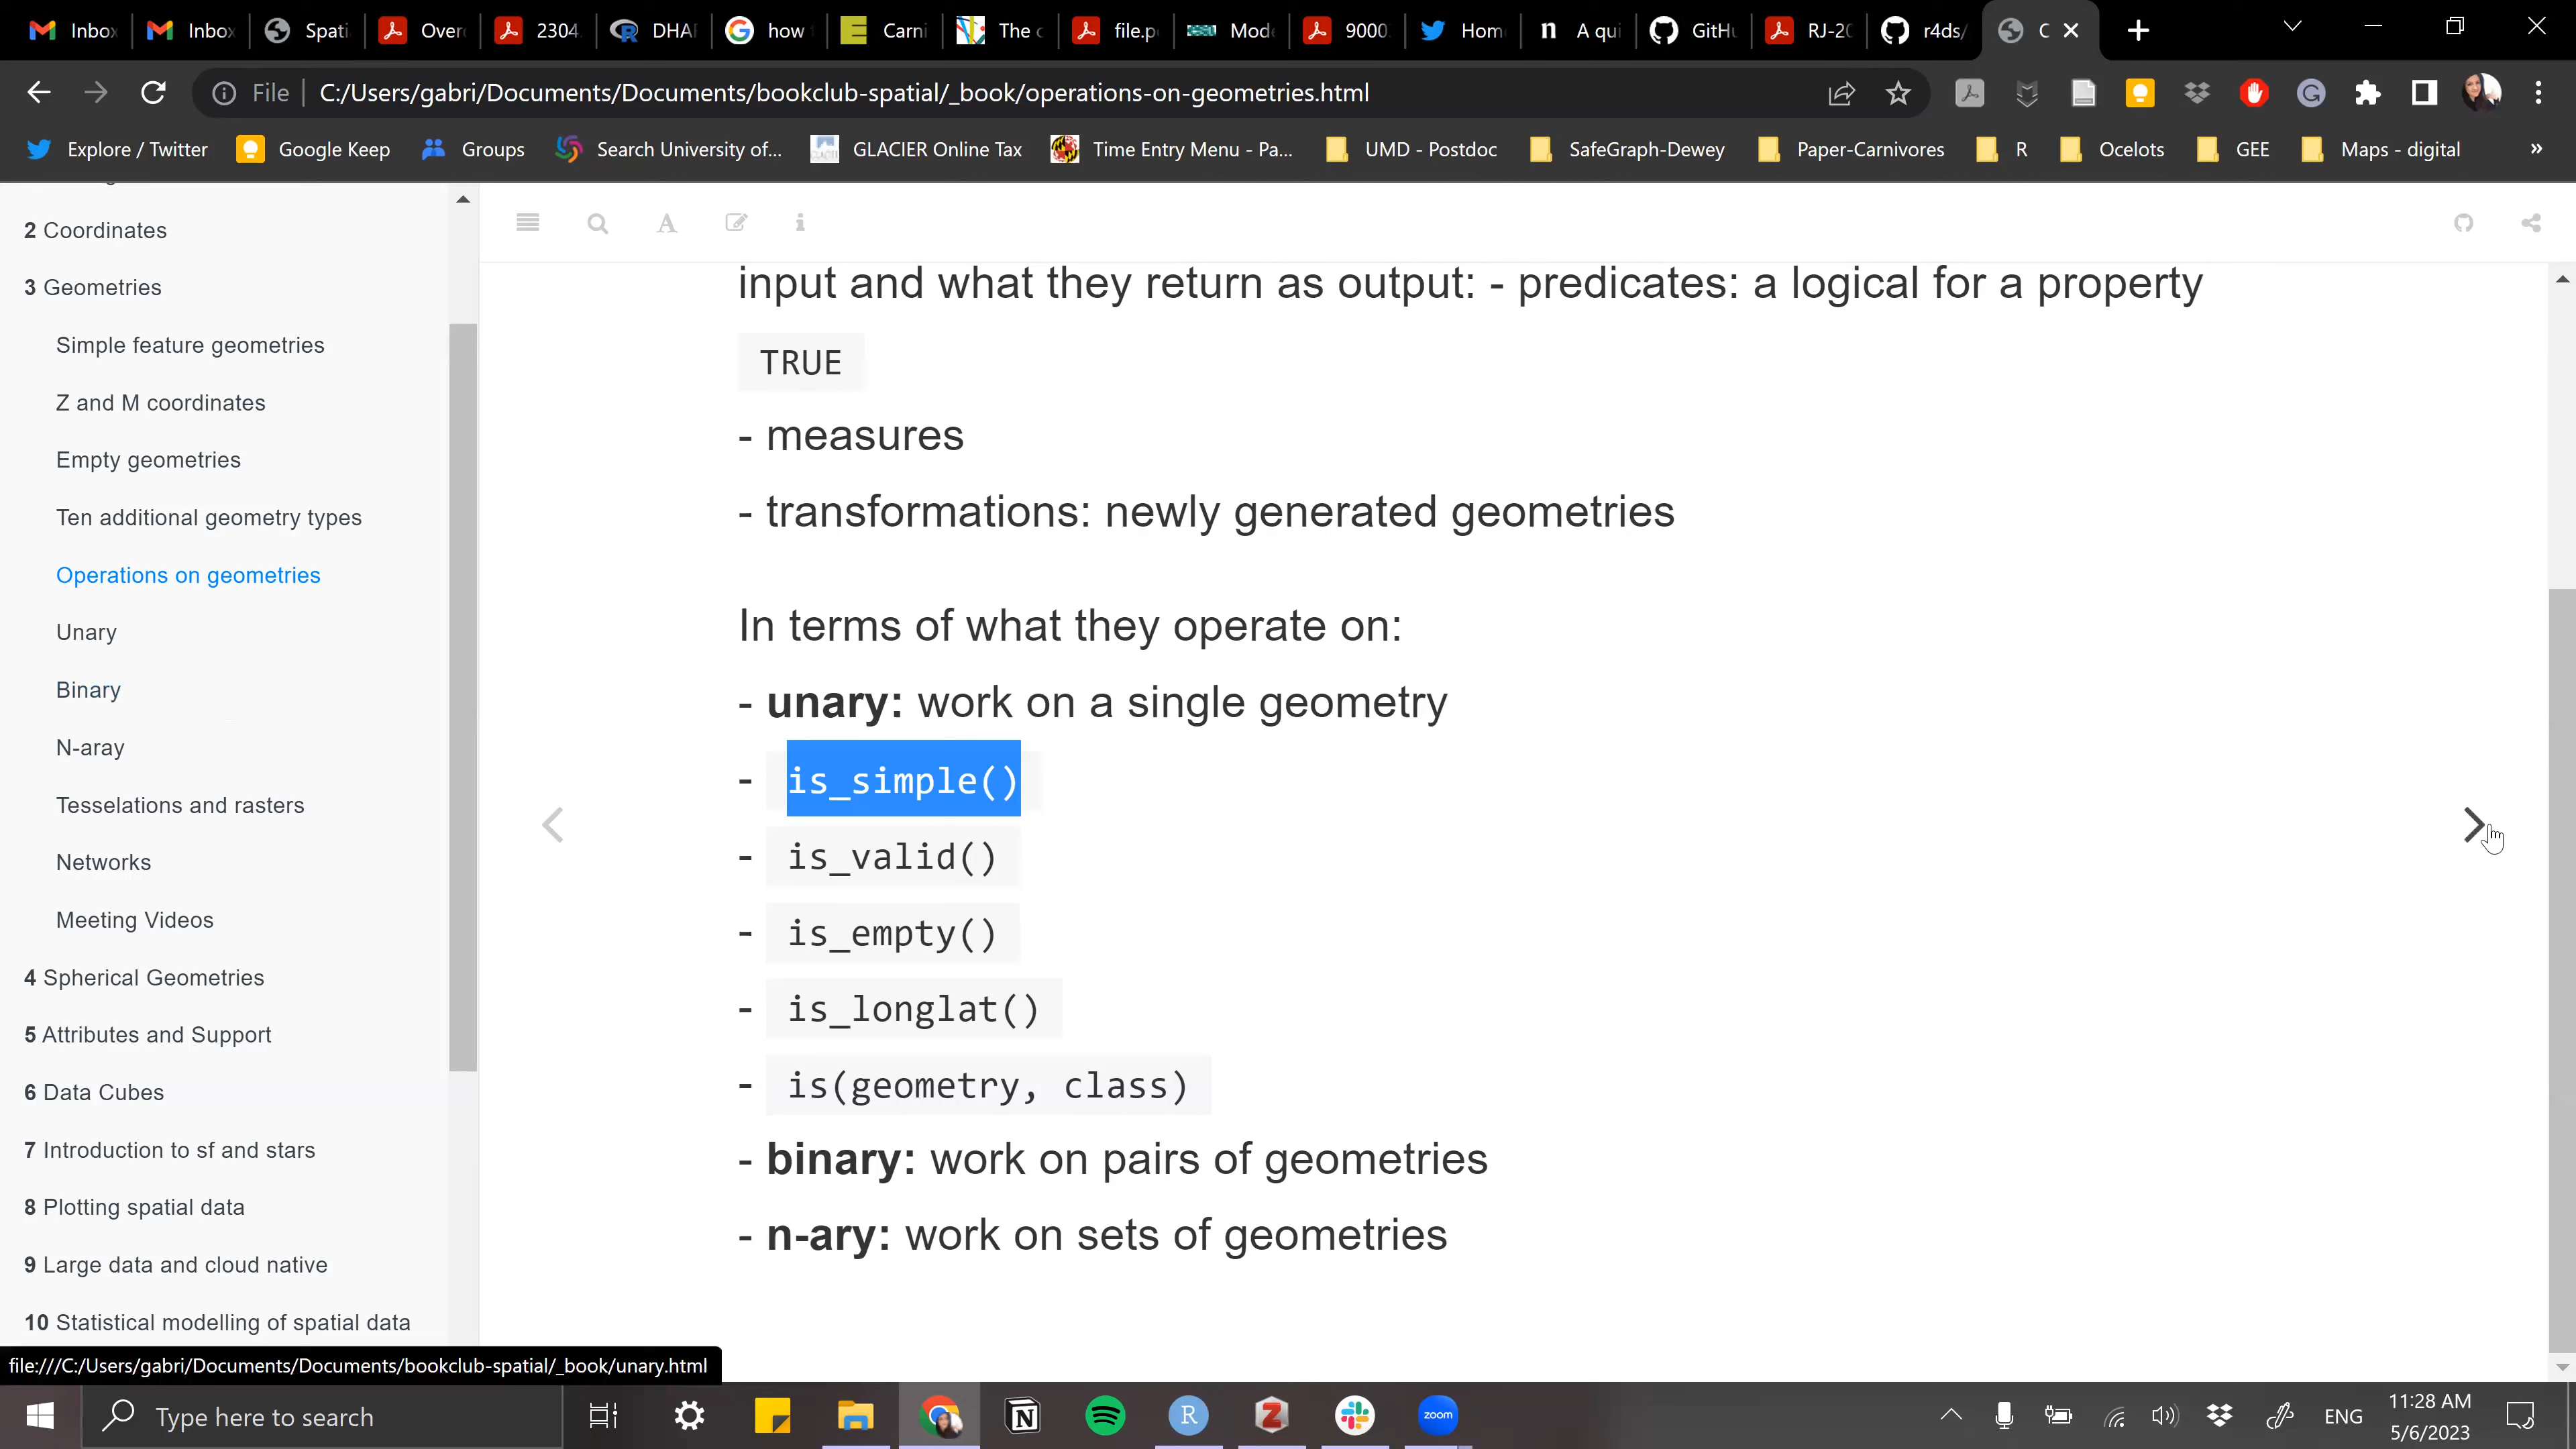 Inbox
Inbox
Spati
Over
2304.
DHAR
how
Carni
The c
file.p
Mode
9000
Home
A qui
GitHu
RJ-20
r4ds/
C
File
C:/Users/gabri/Documents/Documents/bookclub-spatial/_book/operations-on-geometries.html
Explore / Twitter
Google Keep
Groups
Search University of...
GLACIER Online Tax
Time Entry Menu - Pa...
UMD - Postdoc
SafeGraph-Dewey
Paper-Carnivores
R
Ocelots
GEE
Maps - digital
»
2 Coordinates
3 Geometries
Simple feature geometries
Z and M coordinates
Empty geometries
Ten additional geometry types
Operations on geometries
Unary
Binary
N-aray
Tesselations and rasters
Networks
Meeting Videos
4 Spherical Geometries
5 Attributes and Support
6 Data Cubes
7 Introduction to sf and stars
8 Plotting spatial data
9 Large data and cloud native
10 Statistical modelling of spatial data
input and what they return as output: - predicates: a logical for a property
TRUE
- measures
- transformations: newly generated geometries
In terms of what they operate on:
- unary: work on a single geometry
- is_simple()
- is_valid()
- is_empty()
- is_longlat()
- is(geometry, class)
- binary: work on pairs of geometries
- n-ary: work on sets of geometries
file:///C:/Users/gabri/Documents/Documents/bookclub-spatial/_book/unary.html
Type here to search
zoom
ENG
11:28 AM
5/6/2023